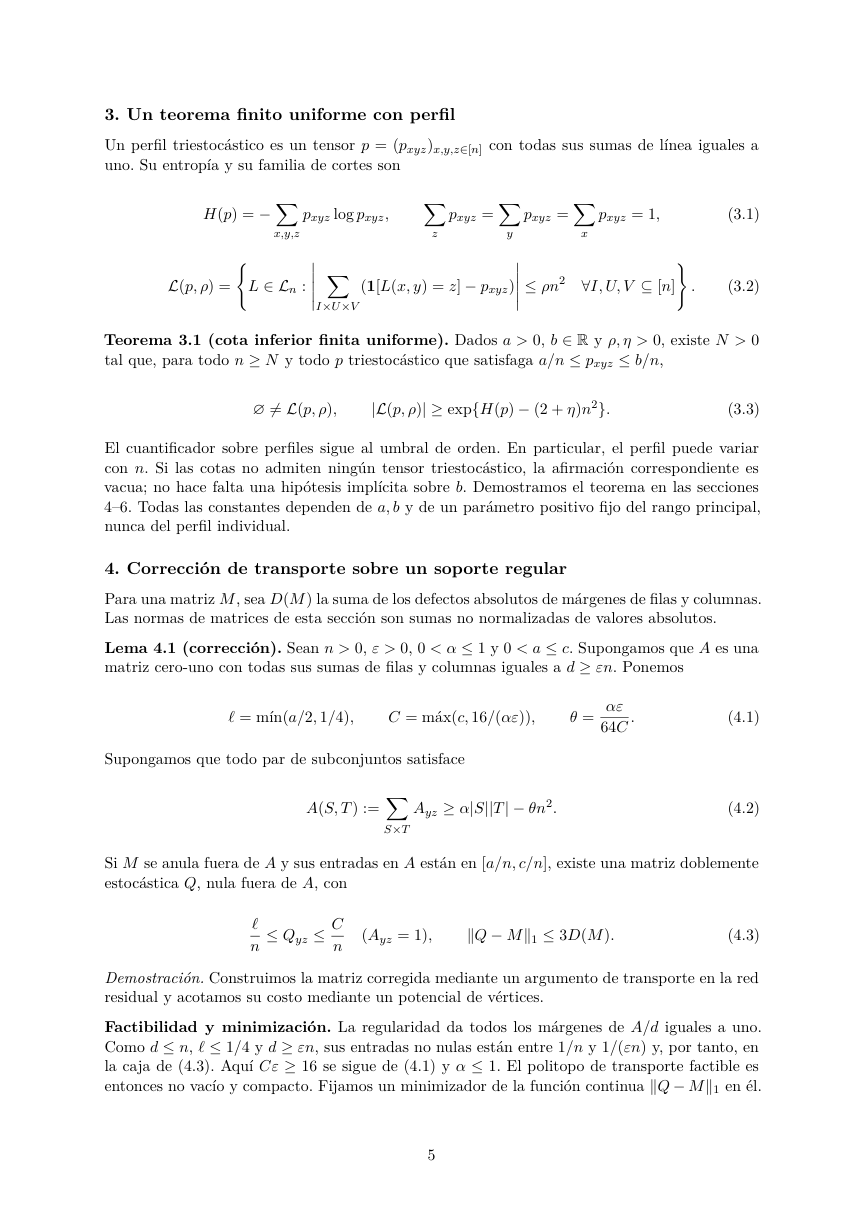 3. Un teorema finito uniforme con perfil
Un perfil triestocástico es un tensor p = (p_{xyz})_{x,y,z∈[n]} con todas sus sumas de línea iguales a
uno. Su entropía y su familia de cortes son
H(p) = − ∑_{x,y,z} p_{xyz} log p_{xyz}, ∑_z p_{xyz} = ∑_y p_{xyz} = ∑_x p_{xyz} = 1, (3.1)
ℒ(p, ρ) = { L ∈ ℒ_n : | ∑_{I×U×V} (1[L(x, y) = z] − p_{xyz}) | ≤ ρn² ∀I, U, V ⊆ [n] } . (3.2)
Teorema 3.1 (cota inferior finita uniforme). Dados a > 0, b ∈ ℝ y ρ, η > 0, existe N > 0
tal que, para todo n ≥ N y todo p triestocástico que satisfaga a/n ≤ p_{xyz} ≤ b/n,
∅ ≠ ℒ(p, ρ), |ℒ(p, ρ)| ≥ exp{H(p) − (2 + η)n²}. (3.3)
El cuantificador sobre perfiles sigue al umbral de orden. En particular, el perfil puede variar
con n. Si las cotas no admiten ningún tensor triestocástico, la afirmación correspondiente es
vacua; no hace falta una hipótesis implícita sobre b. Demostramos el teorema en las secciones
4–6. Todas las constantes dependen de a, b y de un parámetro positivo fijo del rango principal,
nunca del perfil individual.
4. Corrección de transporte sobre un soporte regular
Para una matriz M, sea D(M) la suma de los defectos absolutos de márgenes de filas y columnas.
Las normas de matrices de esta sección son sumas no normalizadas de valores absolutos.
Lema 4.1 (corrección). Sean n > 0, ε > 0, 0 < α ≤ 1 y 0 < a ≤ c. Supongamos que A es una
matriz cero-uno con todas sus sumas de filas y columnas iguales a d ≥ εn. Ponemos
ℓ = mín(a/2, 1/4), C = máx(c, 16/(αε)), θ = αε/64C. (4.1)
Supongamos que todo par de subconjuntos satisface
A(S, T) := ∑_{S×T} A_{yz} ≥ α|S||T| − θn². (4.2)
Si M se anula fuera de A y sus entradas en A están en [a/n, c/n], existe una matriz doblemente
estocástica Q, nula fuera de A, con
ℓ/n ≤ Q_{yz} ≤ C/n (A_{yz} = 1), ‖Q − M‖₁ ≤ 3D(M). (4.3)
Demostración. Construimos la matriz corregida mediante un argumento de transporte en la red
residual y acotamos su costo mediante un potencial de vértices.
Factibilidad y minimización. La regularidad da todos los márgenes de A/d iguales a uno.
Como d ≤ n, ℓ ≤ 1/4 y d ≥ εn, sus entradas no nulas están entre 1/n y 1/(εn) y, por tanto, en
la caja de (4.3). Aquí Cε ≥ 16 se sigue de (4.1) y α ≤ 1. El politopo de transporte factible es
entonces no vacío y compacto. Fijamos un minimizador de la función continua ‖Q − M‖₁ en él.
5